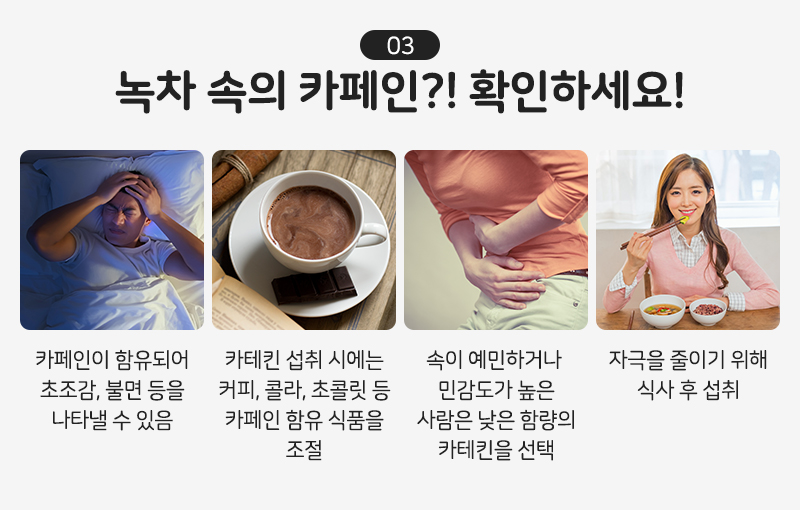 03
녹차 속의 카페인?! 확인하세요!
카페인이 함유되어
초조감, 불면 등을
나타낼 수 있음
카테킨 섭취 시에는
커피, 콜라, 초콜릿 등
카페인 함유 식품을
조절
속이 예민하거나
민감도가 높은
사람은 낮은 함량의
카테킨을 선택
자극을 줄이기 위해
식사 후 섭취